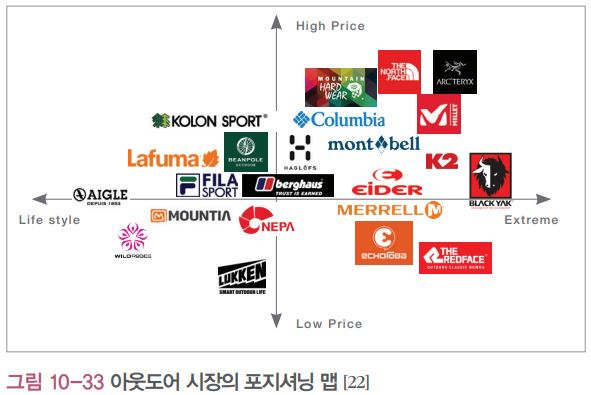 High Price
THE
NORTH
FACE
ARC'TERYX
MOUNTAIN
HARD
WEAR
KOLON SPORT
Columbia
MILLET
mont·bell
Lafuma
BEANPOLE
OUTDOOR
HAGLÖFS
K2
FILA
SPORT
berghaus
TRUST IS EARNED
EIDER
BLACK YAK
AIGLE
DEPUIS 1853
Life style
Extreme
MOUNTIA
NEPA
MERRELL
WILDROSES
echoroba
THE
REDFACE
OUTDOOR CLASSIC WORKS
LUKKEN
SMART OUTDOOR LIFE
Low Price
그림 10-33 아웃도어 시장의 포지셔닝 맵 [22]